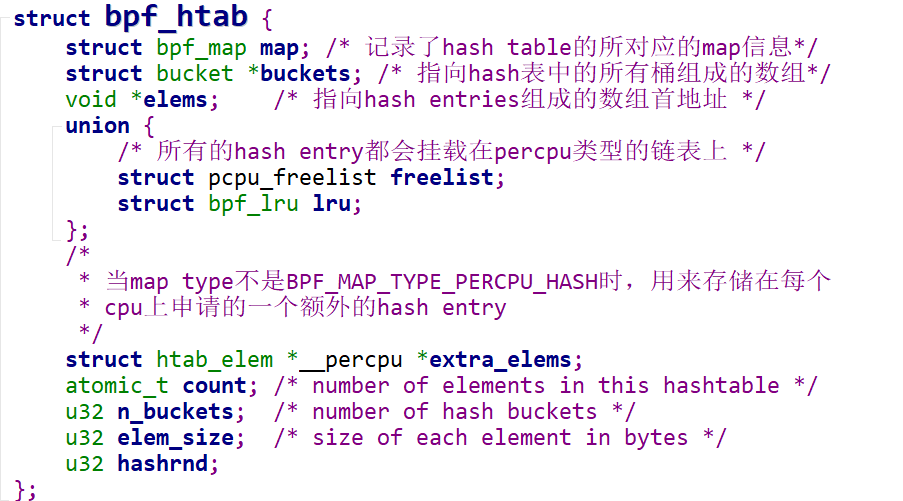 struct bpf_htab {
struct bpf_map map; /* 记录了hash table的所对应的map信息*/
struct bucket *buckets; /* 指向hash表中的所有桶组成的数组*/
void *elems; /* 指向hash entries组成的数组首地址 */
union {
/* 所有的hash entry都会挂载在percpu类型的链表上 */
struct pcpu_freelist freelist;
struct bpf_lru lru;
};
/*
* 当map type不是BPF_MAP_TYPE_PERCPU_HASH时，用来存储在每个
* cpu上申请的一个额外的hash entry
*/
struct htab_elem *__percpu *extra_elems;
atomic_t count; /* number of elements in this hashtable */
u32 n_buckets; /* number of hash buckets */
u32 elem_size; /* size of each element in bytes */
u32 hashrnd;
};